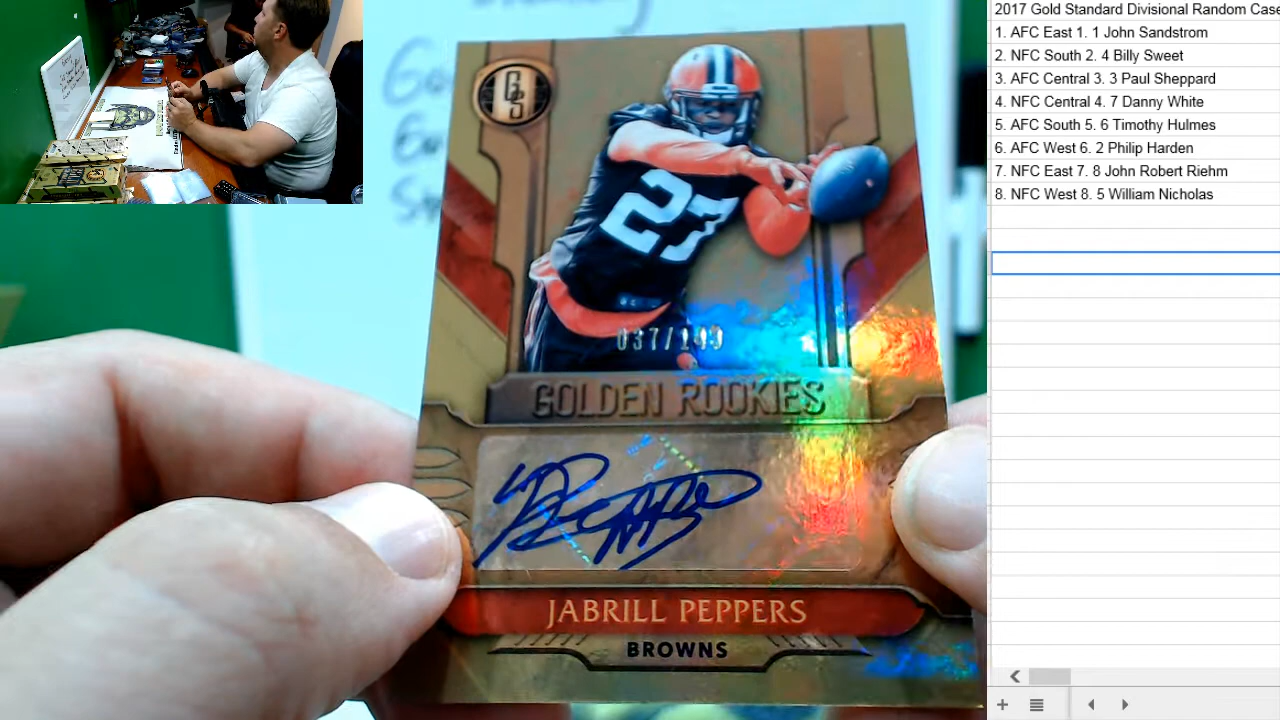 2017 Gold Standard Divisional Random Case
1. AFC East 1. 1 John Sandstrom
2. NFC South 2. 4 Billy Sweet
3. AFC Central 3. 3 Paul Sheppard
4. NFC Central 4. 7 Danny White
5. AFC South 5. 6 Timothy Hulmes
6. AFC West 6. 2 Philip Harden
7. NFC East 7. 8 John Robert Riehm
8. NFC West 8. 5 William Nicholas
GS
27
037/149
GOLDEN ROOKIES
JABRILL PEPPERS
BROWNS